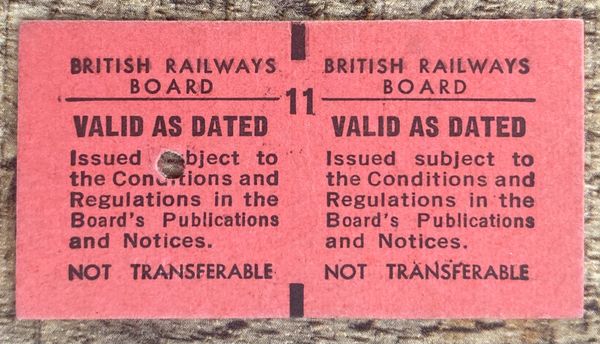 BRITISH RAILWAYS
BOARD
VALID AS DATED
Issued subject to
the Conditions and
Regulations in the
Board's Publications
and Notices.
NOT TRANSFERABLE
11
BRITISH RAILWAYS
BOARD
VALID AS DATED
Issued subject to
the Conditions and
Regulations in the
Board's Publications
and Notices.
NOT TRANSFERABLE